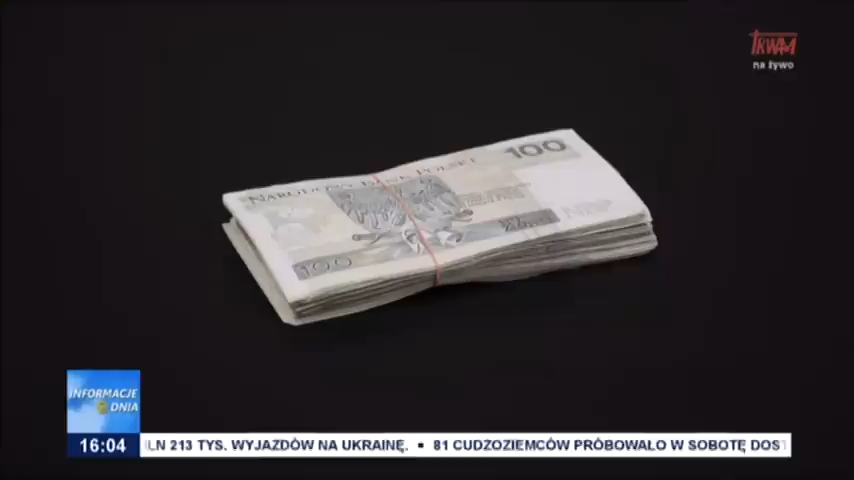 TRWAM
na żywo
NARODOWY BANK POLSKI
100
100
INFORMACJE
DNIA
16:04
LN 213 TYS. WYJAZDÓW NA UKRAINĘ. ▪ 81 CUDZOZIEMCÓW PRÓBOWAŁO W SOBOTĘ DOS